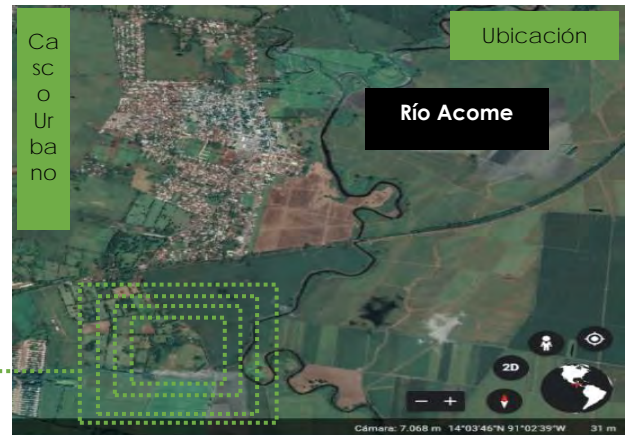 Ca
sc
o
Ur
ba
no
Ubicación
Río Acome
2D
− +
Cámara: 7.068 m 14°03'46"N 91°02'39"W 31 m